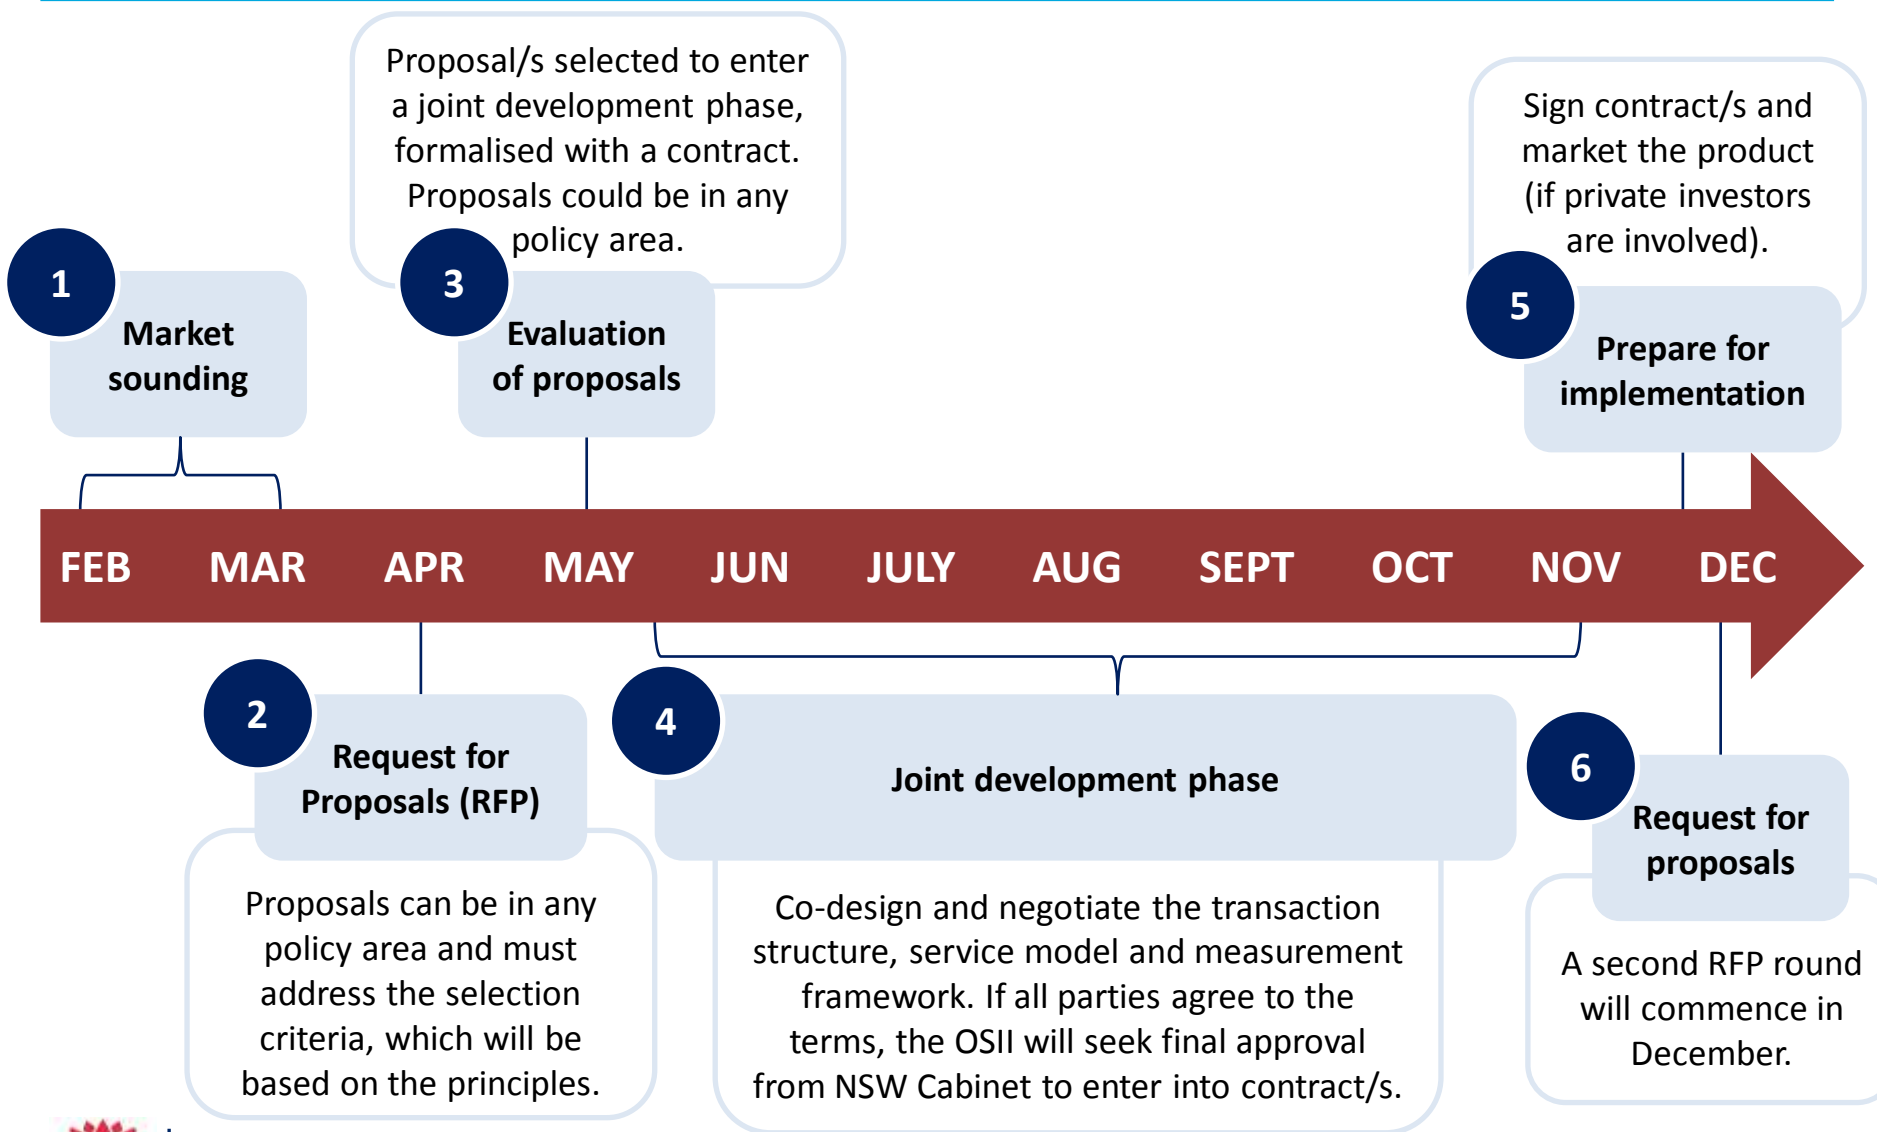 Proposal/s selected to enter
a joint development phase,
formalised with a contract.
Proposals could be in any
policy area.
Sign contract/s and
market the product
(if private investors
are involved).
1
Market
sounding
3
Evaluation
of proposals
5
Prepare for
implementation
FEB MAR APR MAY JUN JULY AUG SEPT OCT NOV DEC
2
Request for
Proposals (RFP)
Proposals can be in any
policy area and must
address the selection
criteria, which will be
based on the principles.
4
Joint development phase
Co-design and negotiate the transaction
structure, service model and measurement
framework. If all parties agree to the
terms, the OSII will seek final approval
from NSW Cabinet to enter into contract/s.
6
Request for
proposals
A second RFP round
will commence in
December.